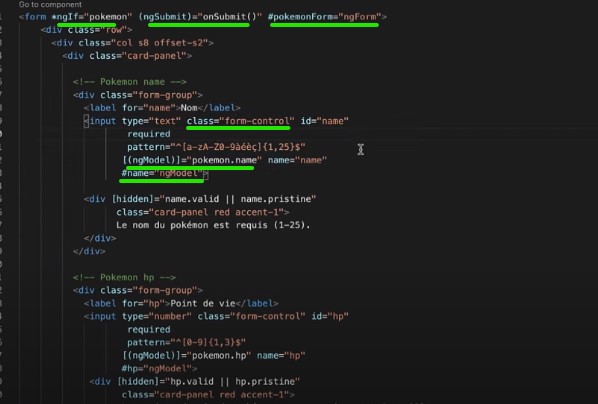 Go to component
<form *ngIf="pokemon" (ngSubmit)="onSubmit()" #pokemonForm="ngForm">
<div class="row">
<div class="col s8 offset-s2">
<div class="card-panel">
<!-- Pokemon name -->
<div class="form-group">
<label for="name">Nom</label>
<input type="text" class="form-control" id="name"
required
pattern="^[a-zA-Z0-9àéèç]{1,25}$"
[(ngModel)]="pokemon.name" name="name"
#name="ngModel">
<div [hidden]="name.valid || name.pristine"
class="card-panel red accent-1">
Le nom du pokémon est requis (1-25).
</div>
</div>
<!-- Pokemon hp -->
<div class="form-group">
<label for="hp">Point de vie</label>
<input type="number" class="form-control" id="hp"
required
pattern="^[0-9]{1,3}$"
[(ngModel)]="pokemon.hp" name="hp"
#hp="ngModel">
<div [hidden]="hp.valid || hp.pristine"
class="card-panel red accent-1">